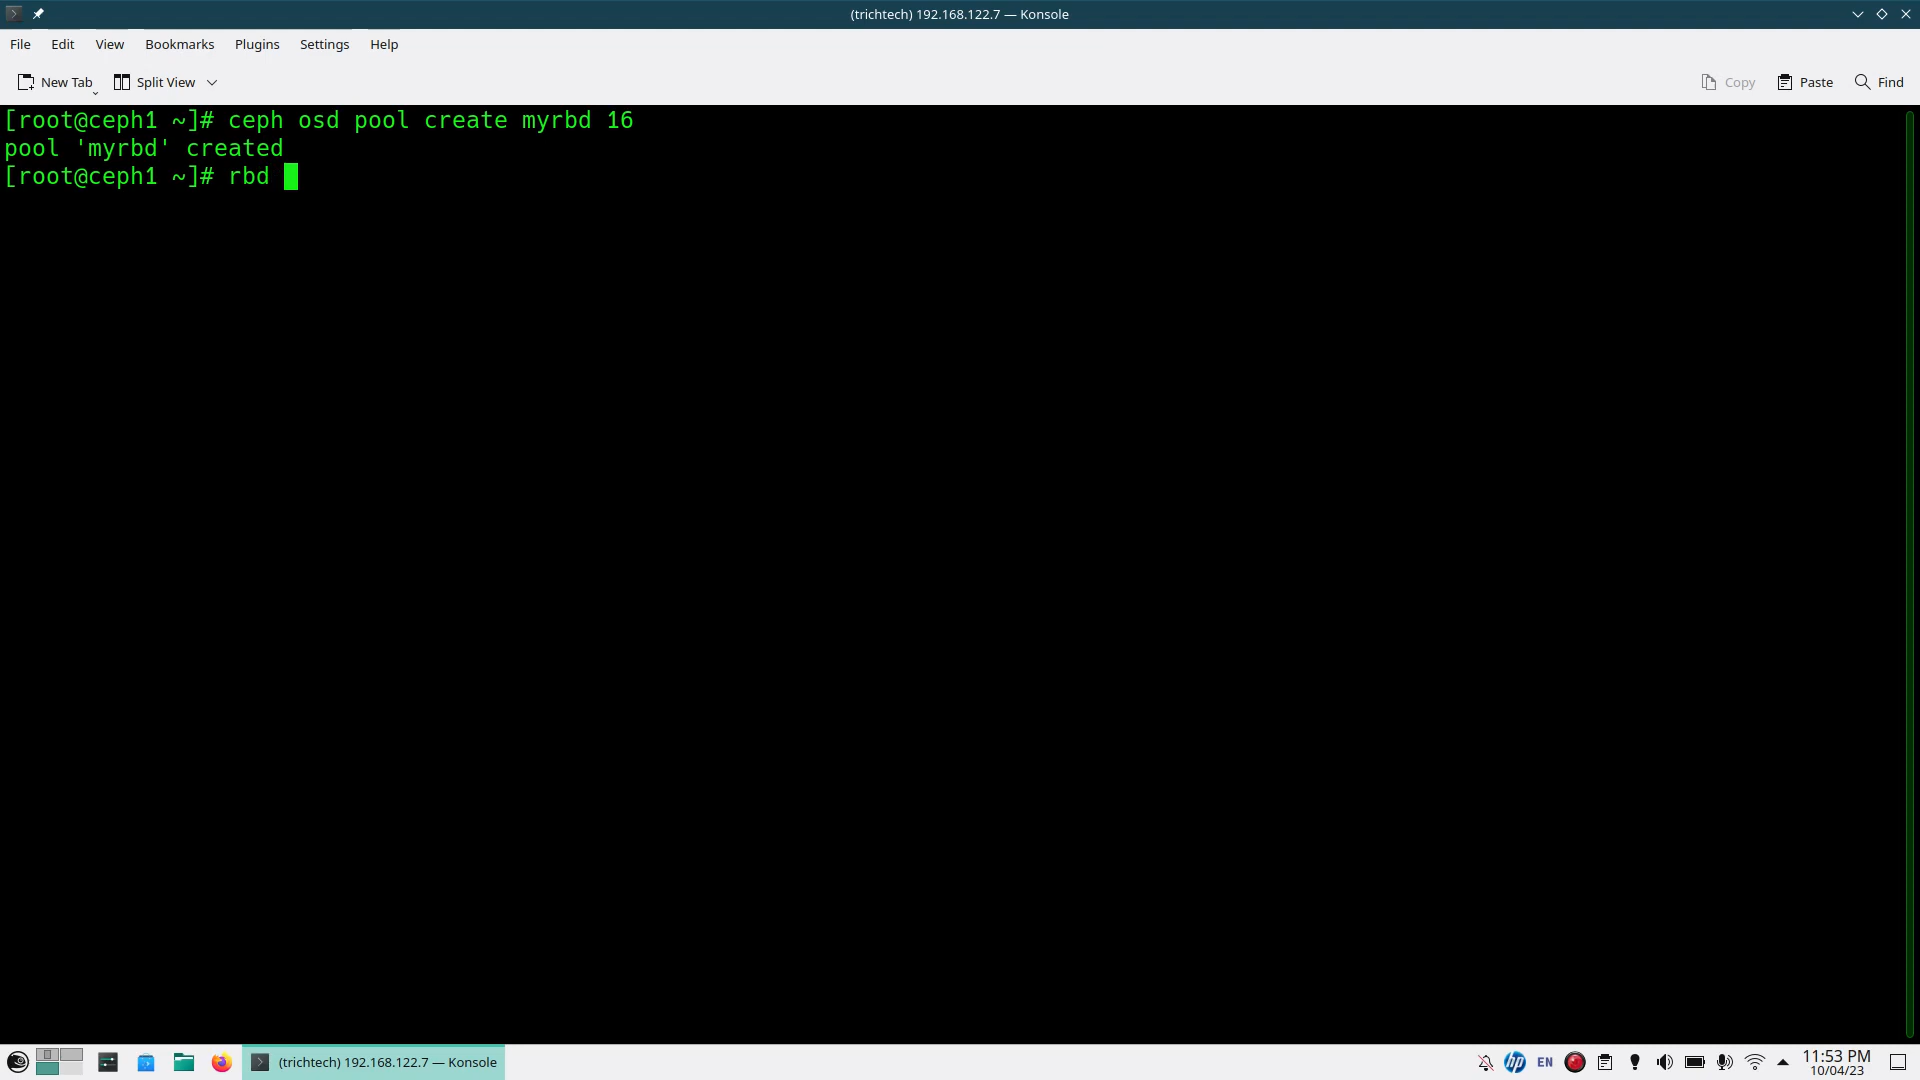 (trichtech) 192.168.122.7 — Konsole
File Edit View Bookmarks Plugins Settings Help
New Tab Split View Copy Paste Find
[root@ceph1 ~]# ceph osd pool create myrbd 16
pool 'myrbd' created
[root@ceph1 ~]# rbd
(trichtech) 192.168.122.7 — Konsole hp EN 11:53 PM
10/04/23